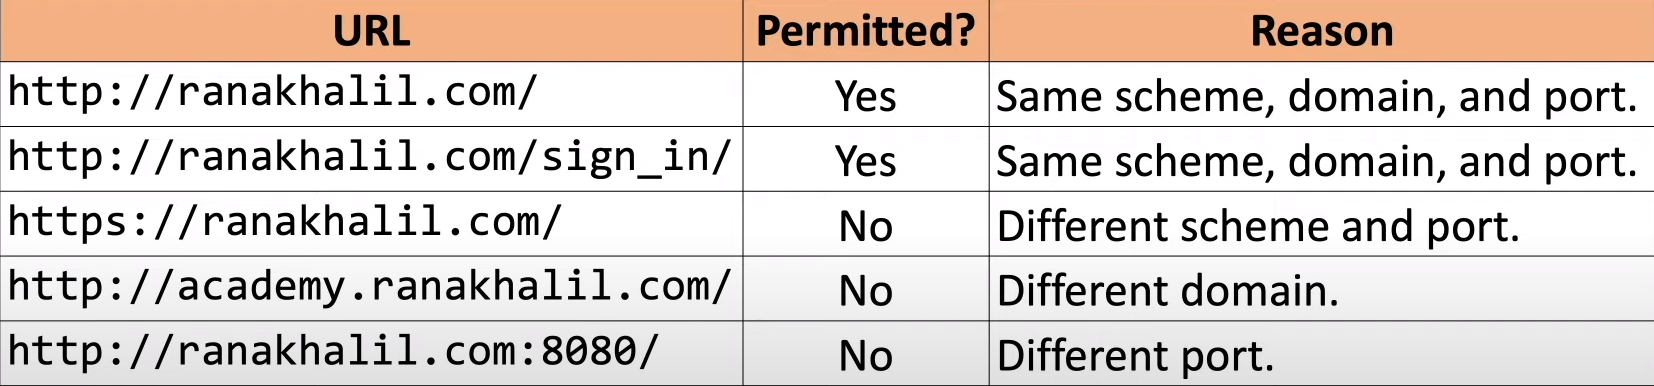 URL Permitted? Reason
http://ranakhalil.com/ Yes Same scheme, domain, and port.
http://ranakhalil.com/sign_in/ Yes Same scheme, domain, and port.
https://ranakhalil.com/ No Different scheme and port.
http://academy.ranakhalil.com/ No Different domain.
http://ranakhalil.com:8080/ No Different port.